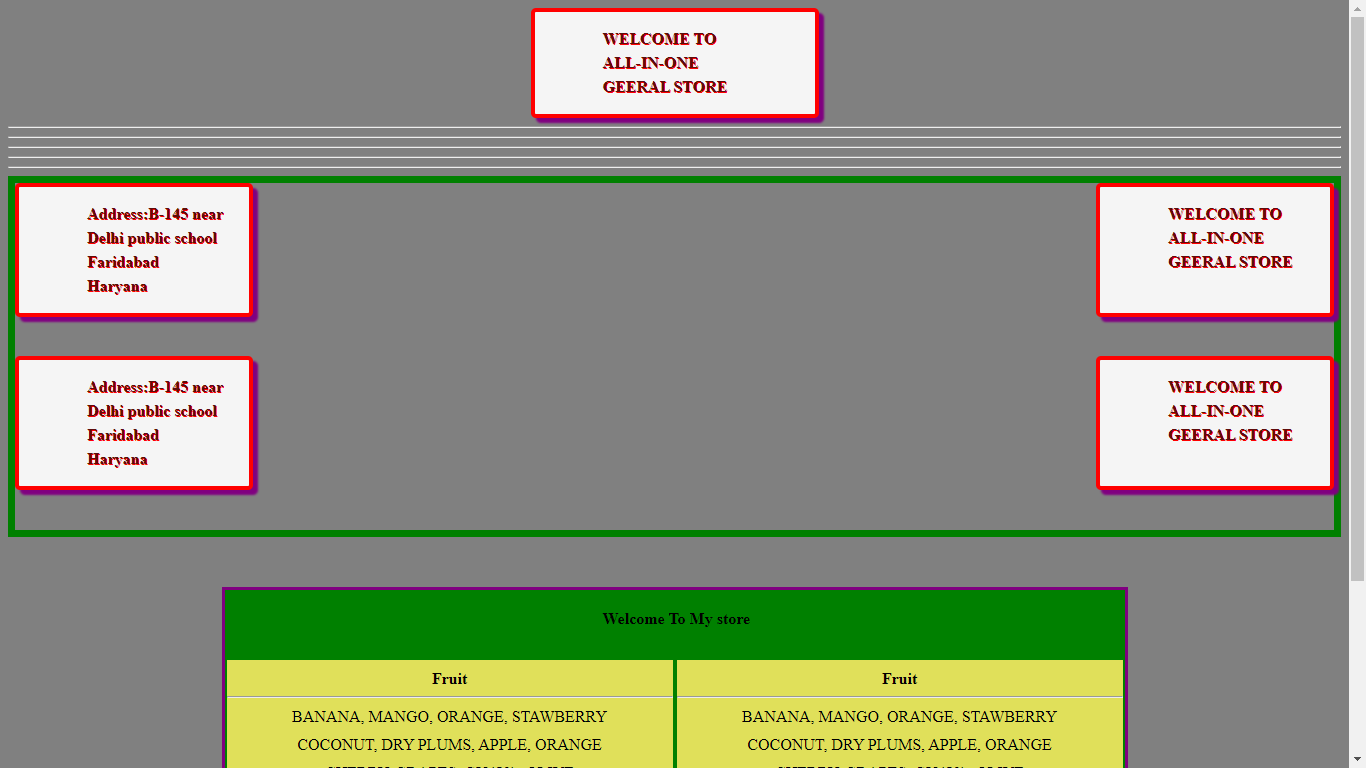 WELCOME TO
ALL-IN-ONE
GEERAL STORE
Address:B-145 near
Delhi public school
Faridabad
Haryana
WELCOME TO
ALL-IN-ONE
GEERAL STORE
Address:B-145 near
Delhi public school
Faridabad
Haryana
WELCOME TO
ALL-IN-ONE
GEERAL STORE
Welcome To My store
Fruit
BANANA, MANGO, ORANGE, STAWBERRY
COCONUT, DRY PLUMS, APPLE, ORANGE
Fruit
BANANA, MANGO, ORANGE, STAWBERRY
COCONUT, DRY PLUMS, APPLE, ORANGE